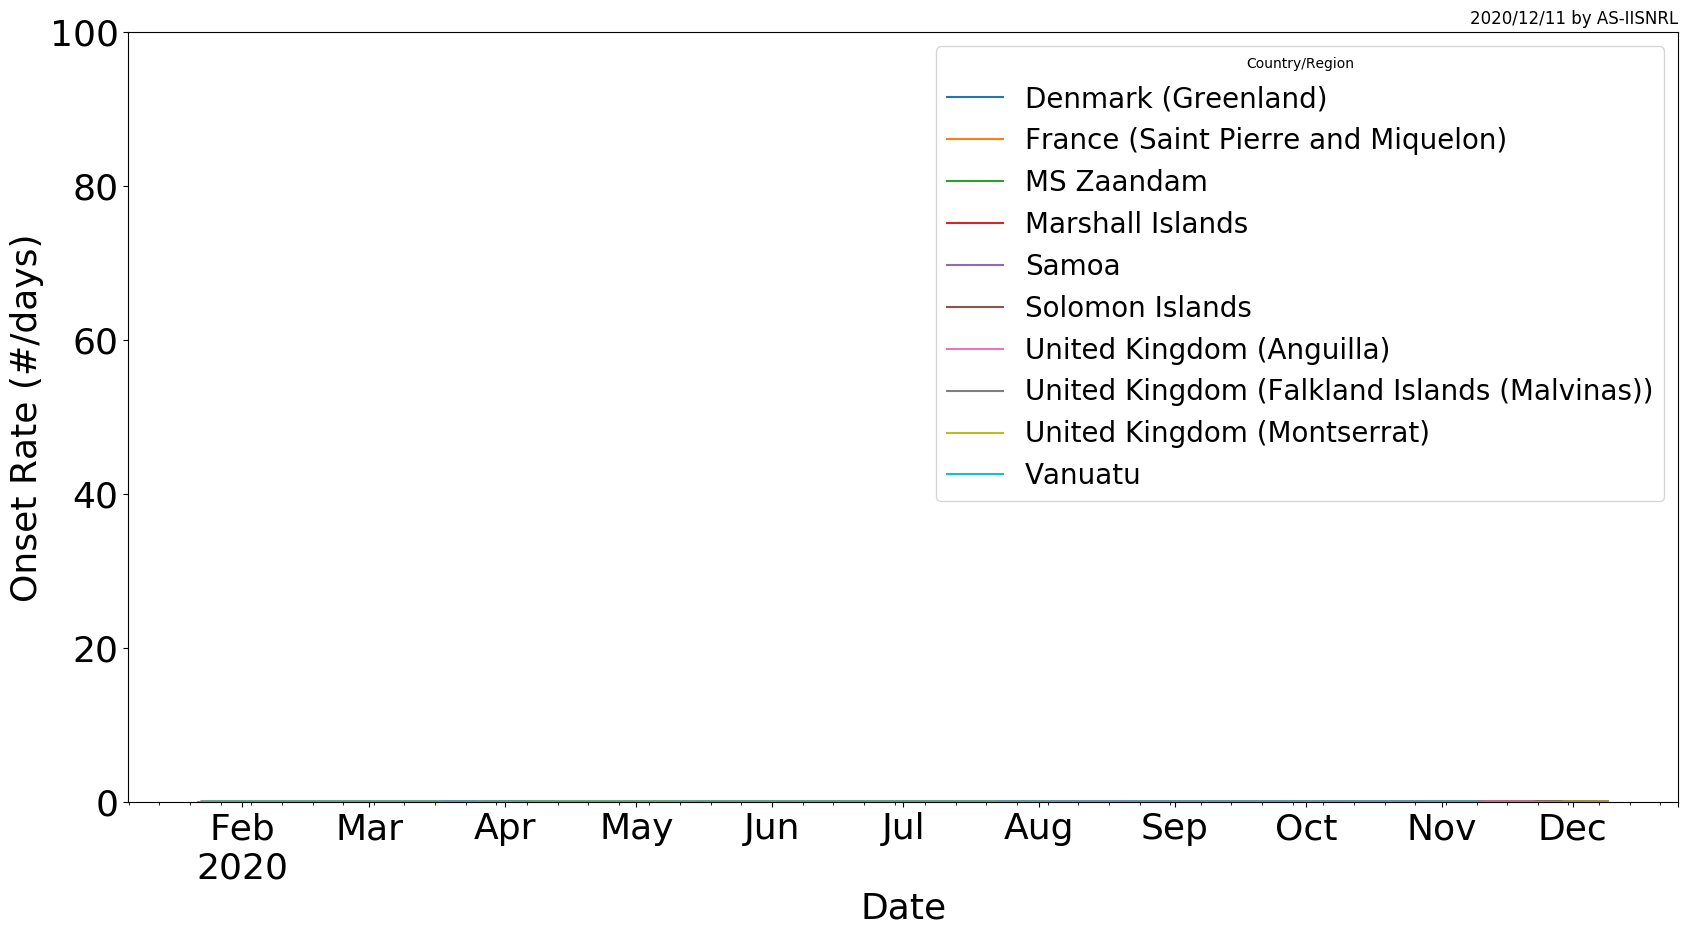 2020/12/11 by AS-IISNRL
100
80
60
40
20
0
Onset Rate (#/days)
Country/Region
Denmark (Greenland)
France (Saint Pierre and Miquelon)
MS Zaandam
Marshall Islands
Samoa
Solomon Islands
United Kingdom (Anguilla)
United Kingdom (Falkland Islands (Malvinas))
United Kingdom (Montserrat)
Vanuatu
Feb Mar Apr May Jun Jul Aug Sep Oct Nov Dec
2020
Date